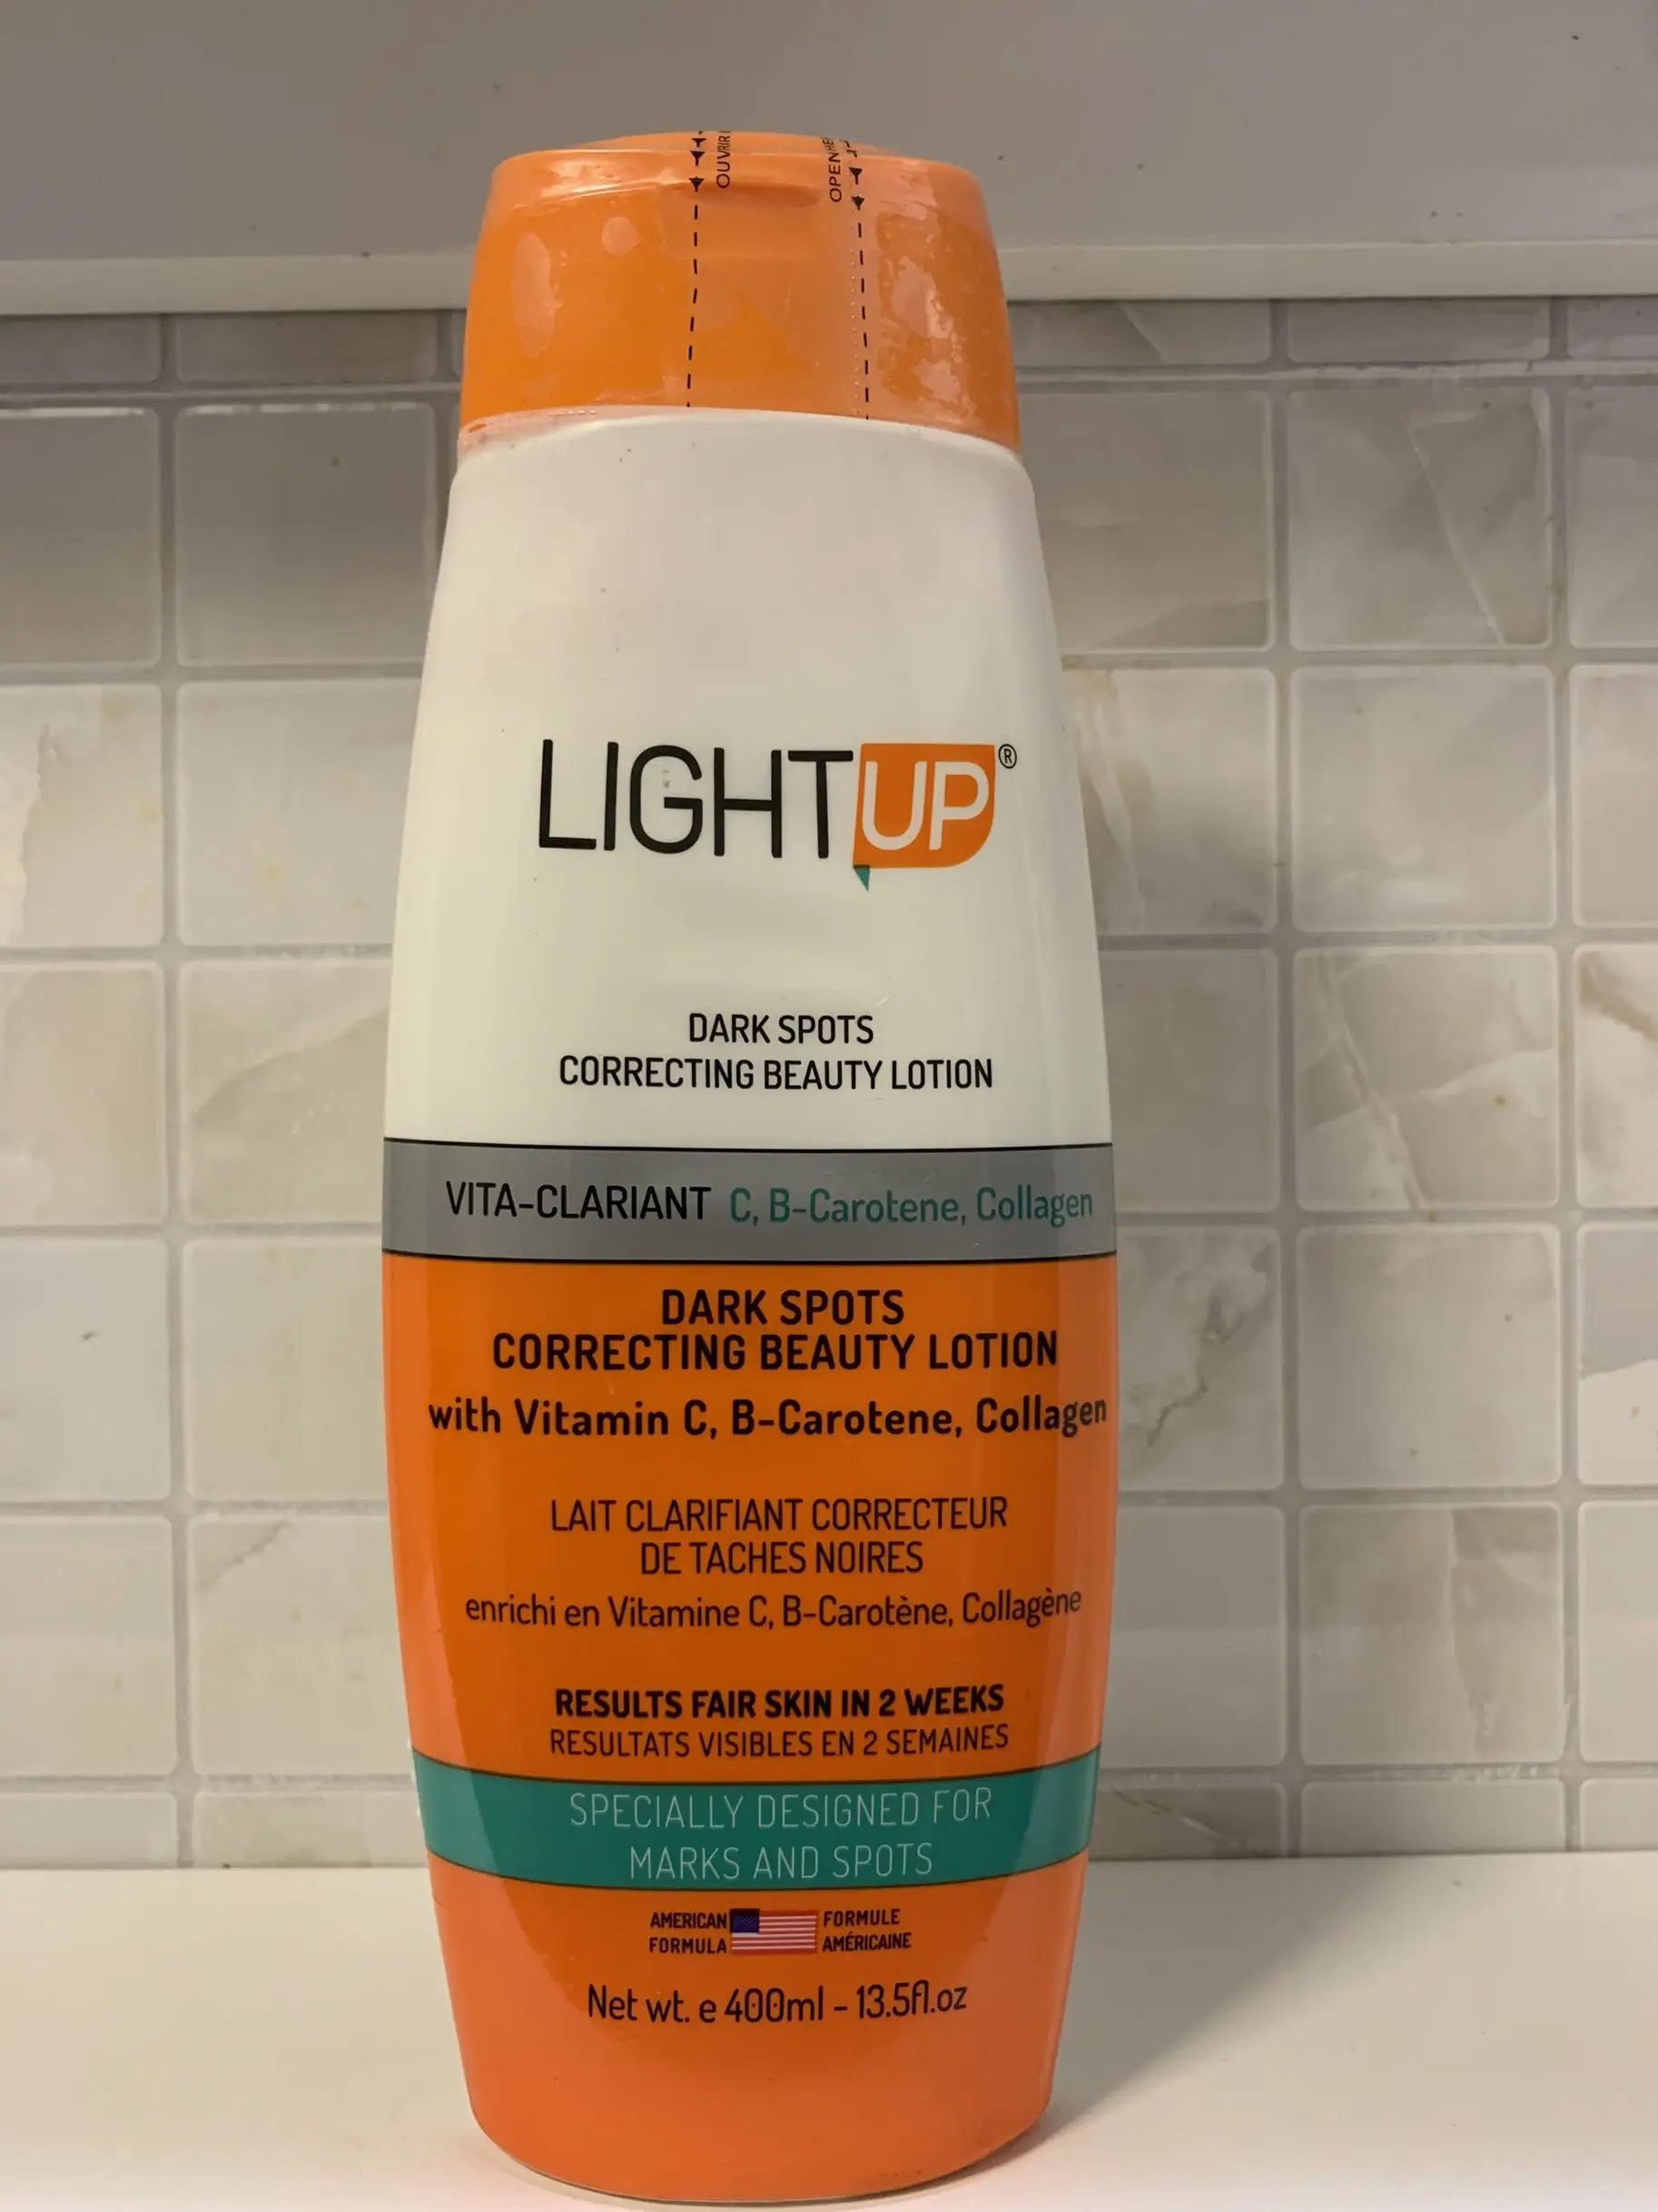 OUVRIR
OPEN HE
LIGHTUP®
DARK SPOTS
CORRECTING BEAUTY LOTION
VITA-CLARIANT C, B-Carotene, Collagen
DARK SPOTS
CORRECTING BEAUTY LOTION
with Vitamin C, B-Carotene, Collagen
LAIT CLARIFIANT CORRECTEUR
DE TACHES NOIRES
enrichi en Vitamine C, B-Carotène, Collagène
RESULTS FAIR SKIN IN 2 WEEKS
RESULTATS VISIBLES EN 2 SEMAINES
SPECIALLY DESIGNED FOR
MARKS AND SPOTS
AMERICAN FORMULE
FORMULA AMÉRICAINE
Net wt. e 400ml - 13.5fl.oz